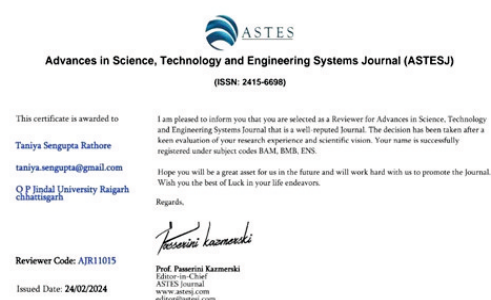 ASTES
Advances in Science, Technology and Engineering Systems Journal (ASTESJ)
(ISSN: 2415-6698)
This certificate is awarded to
Taniya Sengupta Rathore
taniya.sengupta@gmail.com
O P Jindal University Raigarh
chhattisgarh
Reviewer Code: AJR11015
Issued Date: 24/02/2024
I am pleased to inform you that you are selected as a Reviewer for Advances in Science, Technology
and Engineering Systems Journal that is a well-reputed Journal. The decision has been taken after a
keen evaluation of your research experience and scientific vision. Your name is successfully
registered under subject codes BAM, BMB, ENS.
Hope you will be a great asset for us in the future and will work hard with us to promote the Journal.
Wish you the best of Luck in your life endeavors.
Regards,
Passerini kazmerski
Prof. Passerini Kazmerski
Editor-in-Chief
ASTES Journal
www.astesj.com
editor@astesj.com